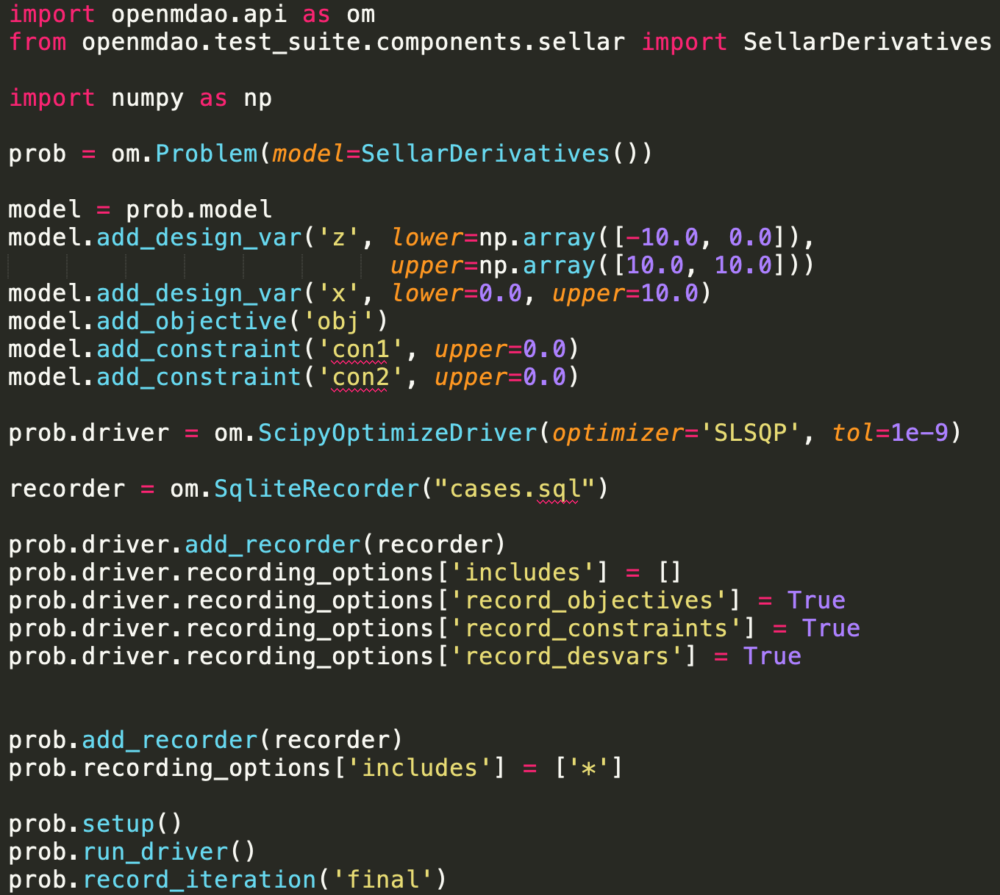 import openmdao.api as om
from openmdao.test_suite.components.sellar import SellarDerivatives
import numpy as np
prob = om.Problem(model=SellarDerivatives())
model = prob.model
model.add_design_var('z', lower=np.array([-10.0, 0.0]),
upper=np.array([10.0, 10.0]))
model.add_design_var('x', lower=0.0, upper=10.0)
model.add_objective('obj')
model.add_constraint('con1', upper=0.0)
model.add_constraint('con2', upper=0.0)
prob.driver = om.ScipyOptimizeDriver(optimizer='SLSQP', tol=1e-9)
recorder = om.SqliteRecorder("cases.sql")
prob.driver.add_recorder(recorder)
prob.driver.recording_options['includes'] = []
prob.driver.recording_options['record_objectives'] = True
prob.driver.recording_options['record_constraints'] = True
prob.driver.recording_options['record_desvars'] = True
prob.add_recorder(recorder)
prob.recording_options['includes'] = ['*']
prob.setup()
prob.run_driver()
prob.record_iteration('final')